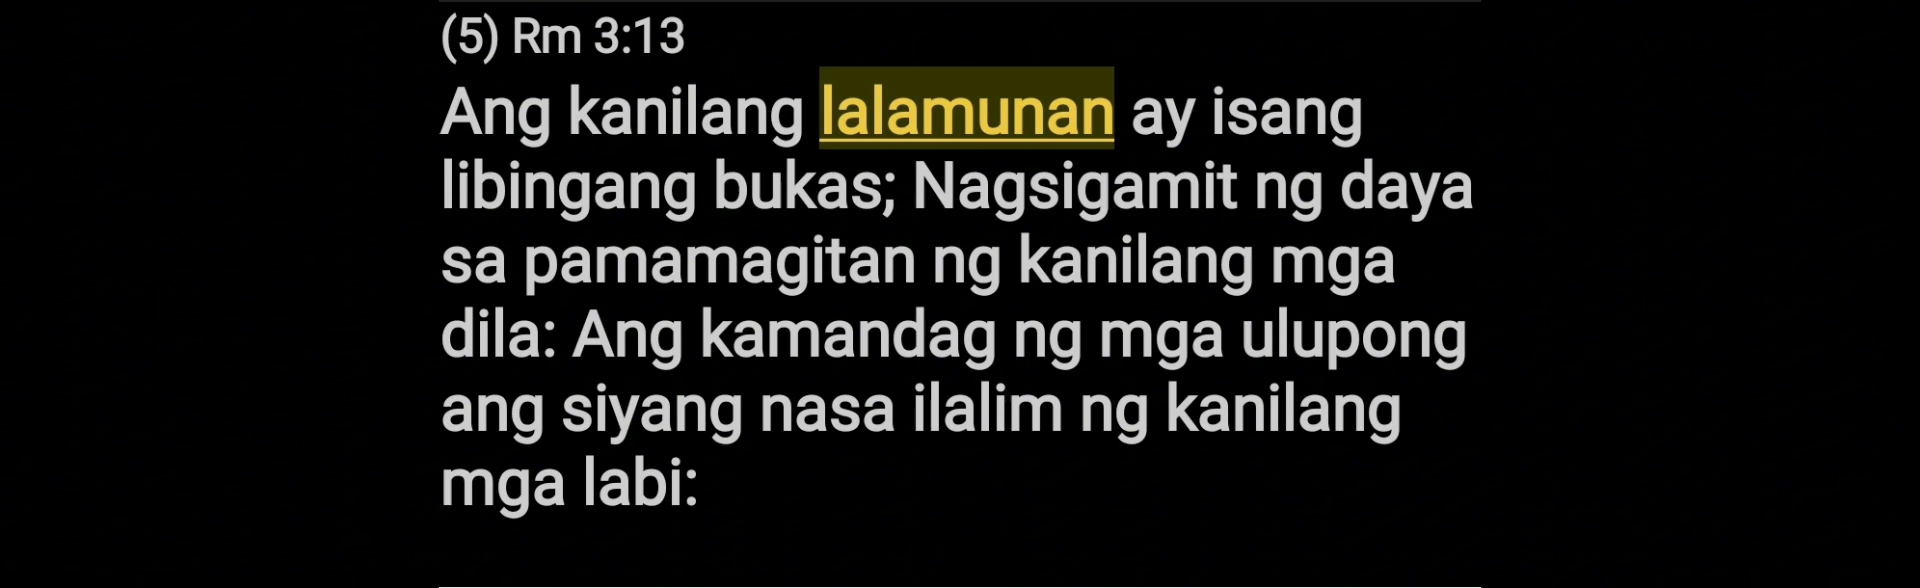 (5) Rm 3:13
Ang kanilang lalamunan ay isang
libingang bukas; Nagsigamit ng daya
sa pamamagitan ng kanilang mga
dila: Ang kamandag ng mga ulupong
ang siyang nasa ilalim ng kanilang
mga labi: